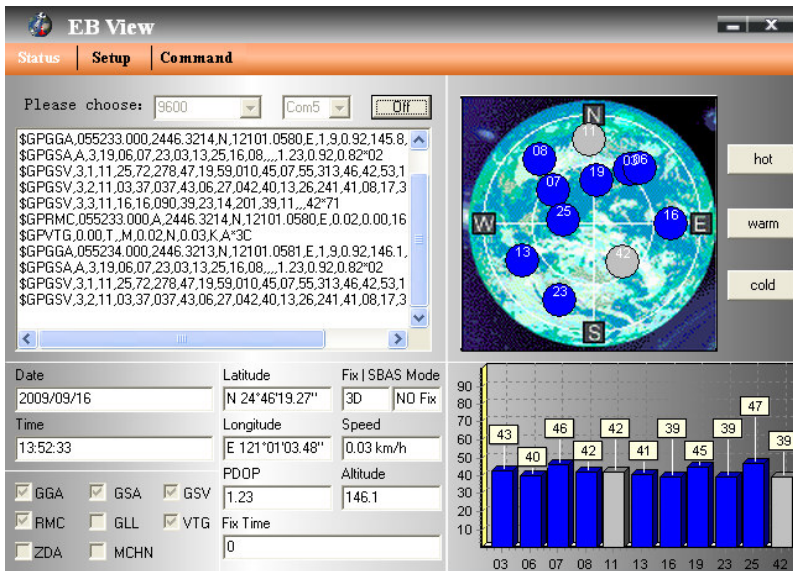 EB View
Status Setup Command
Please choose: 9600 Com5 Off
$GPGGA,055233.000,2446.3214,N,12101.0580,E,1,9,0.92,145.8,
$GPGSA,A,3,19,06,07,23,03,13,25,16,08,,,,1.23,0.92,0.82*02
$GPGSV,3,1,11,25,72,278,47,19,59,010,45,07,55,313,46,42,53,1
$GPGSV,3,2,11,03,37,037,43,06,27,042,40,13,26,241,41,08,17,3
$GPGSV,3,3,11,16,16,090,39,23,14,201,39,11,,,42*71
$GPRMC,055233.000,A,2446.3214,N,12101.0580,E,0.02,0.00,16
$GPVTG,0.00,T,,M,0.02,N,0.03,K,A*3C
$GPGGA,055234.000,2446.3213,N,12101.0581,E,1,9,0.92,146.1,
$GPGSA,A,3,19,06,07,23,03,13,25,16,08,,,,1.23,0.92,0.82*02
$GPGSV,3,1,11,25,72,278,47,19,59,010,45,07,55,313,46,42,53,1
$GPGSV,3,2,11,03,37,037,43,06,27,042,40,13,26,241,41,08,17,3
N
11
08
03 06
19
07
25
16
W
E
13
42
23
S
hot
warm
cold
Date
2009/09/16
Time
13:52:33
Latitude
N 24°46'19.27''
Longitude
E 121°01'03.48''
PDOP
1.23
Fix Time
0
Fix | SBAS Mode
3D NO Fix
Speed
0.03 km/h
Altitude
146.1
GGA GSA GSV
RMC GLL VTG
ZDA MCHN
90
80
70
60
50
40
30
20
10
43 40 46 42 42 41 39 45 39 47 39
03 06 07 08 11 13 16 19 23 25 42